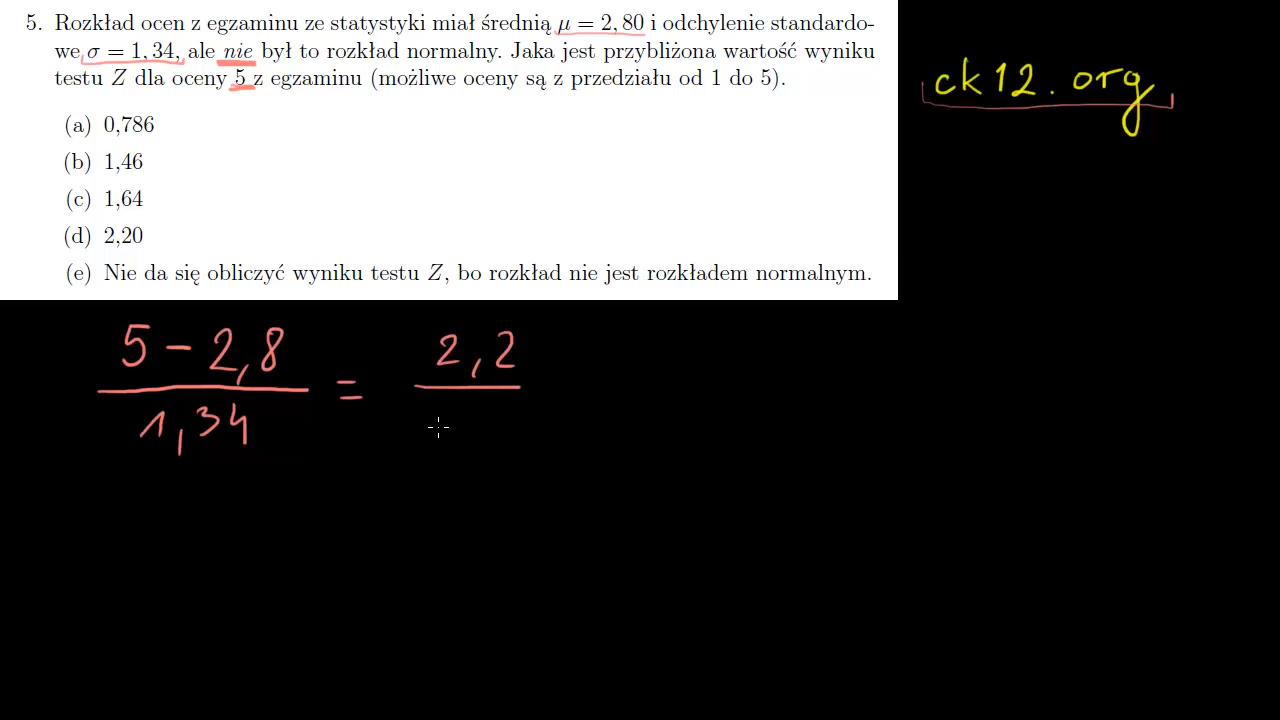 5. Rozkład ocen z egzaminu ze statystyki miał średnią μ = 2, 80 i odchylenie standardo-
we σ = 1, 34, ale nie był to rozkład normalny. Jaka jest przybliżona wartość wyniku
testu Z dla oceny 5 z egzaminu (możliwe oceny są z przedziału od 1 do 5).
(a) 0,786
(b) 1,46
(c) 1,64
(d) 2,20
(e) Nie da się obliczyć wyniku testu Z, bo rozkład nie jest rozkładem normalnym.
ck12.org
5 - 2,8
1,34
=
2,2